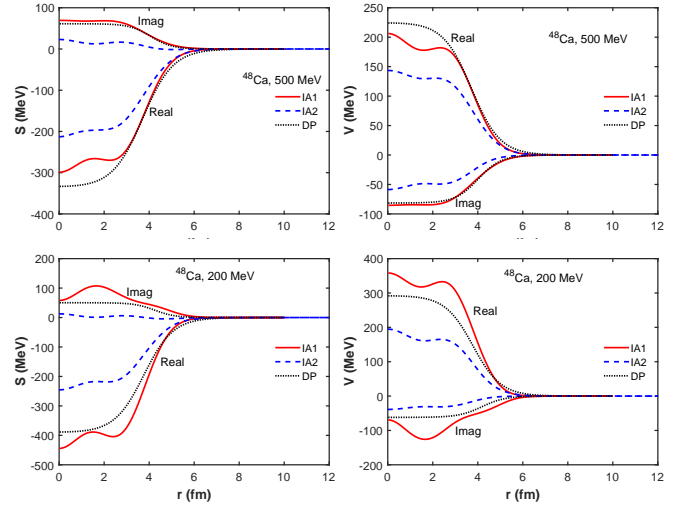 100
0
-100
-200
-300
-400
S (MeV)
Imag
48Ca, 500 MeV
IA1
IA2
DP
Real
0 2 4 6 8 10 12
250
200
150
100
50
0
-50
-100
V (MeV)
48Ca, 500 MeV
Real
IA1
IA2
DP
Imag
0 2 4 6 8 10 12
200
100
0
-100
-200
-300
-400
-500
S (MeV)
48Ca, 200 MeV
Imag
IA1
IA2
DP
Real
0 2 4 6 8 10 12
r (fm)
400
300
200
100
0
-100
-200
V (MeV)
48Ca, 200 MeV
Real
IA1
IA2
DP
Imag
0 2 4 6 8 10 12
r (fm)